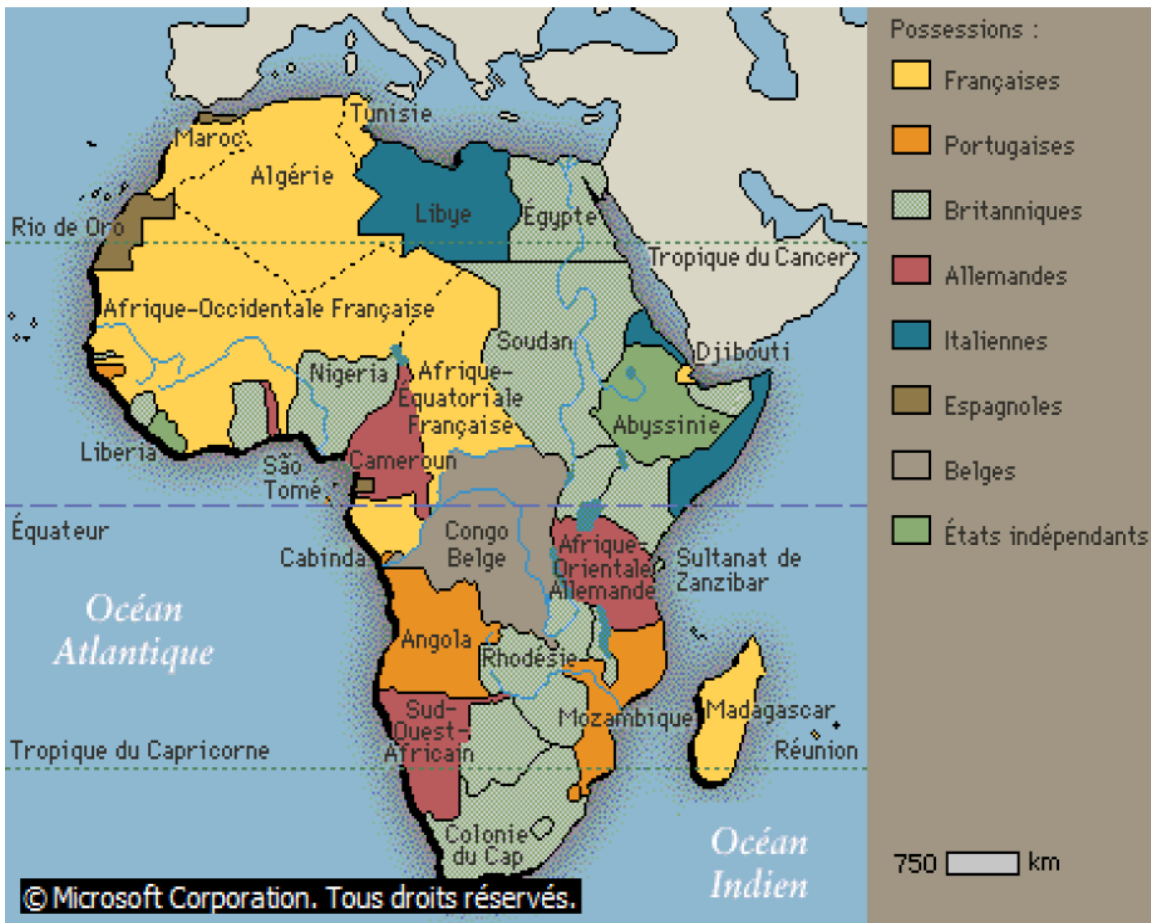 Possessions :
Françaises
Portugaises
Britanniques
Allemandes
Italiennes
Espagnoles
Belges
États indépendants
750 km
Tunisie
Maroc
Algérie
Libye
Égypte
Rio de Oro
Tropique du Cancer
Afrique-Occidentale Française
Soudan
Djibouti
Nigeria
Afrique-
Équatoriale
Française
Abyssinie
Liberia
São
Tomé
Cameroun
Équateur
Congo
Belge
Cabinda
Afrique-
Orientale
Allemande
Sultanat de
Zanzibar
Océan
Atlantique
Angola
Rhodésie
Sud-
Ouest-
Africain
Mozambique
Madagascar
Réunion
Tropique du Capricorne
Colonie
du Cap
Océan
Indien
© Microsoft Corporation. Tous droits réservés.